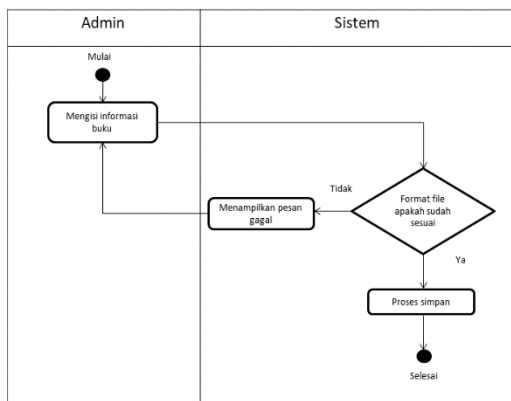 Admin
Sistem
Mulai
Mengisi informasi
buku
Tidak
Menampilkan pesan
gagal
Format file
apakah sudah
sesuai
Ya
Proses simpan
Selesai